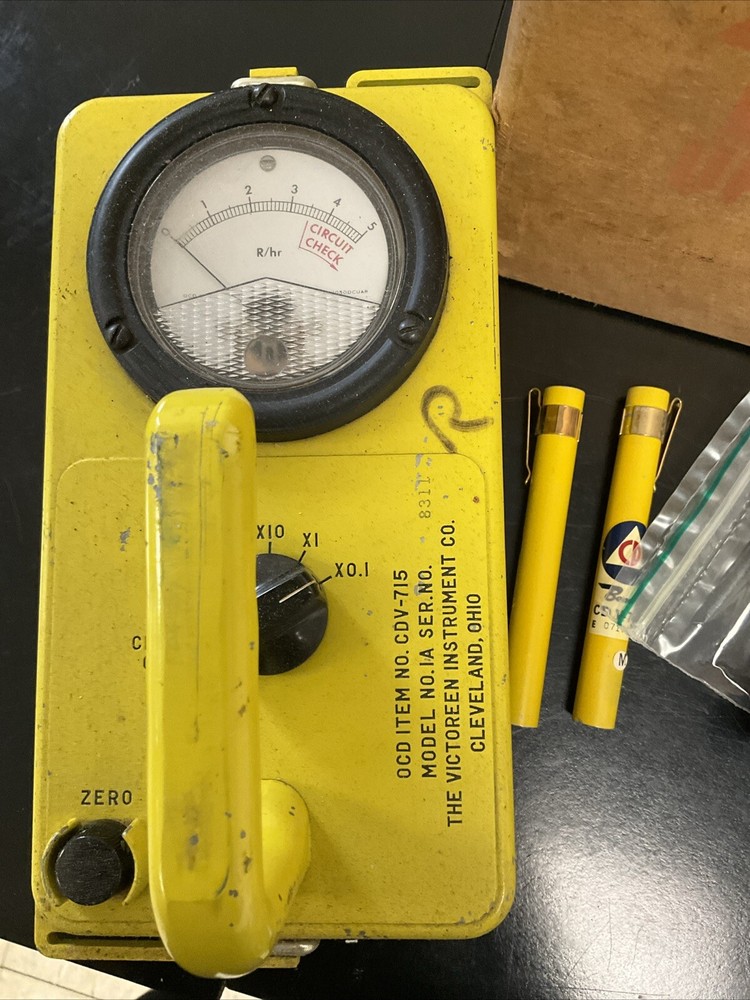 0 1 2 3 4 5
R/hr
CIRCUIT
CHECK
R
X10
X1
X0.1
OCD ITEM NO. CDV-715
MODEL NO. 1A SER. NO. 8311
THE VICTOREEN INSTRUMENT CO.
CLEVELAND, OHIO
ZERO
CD